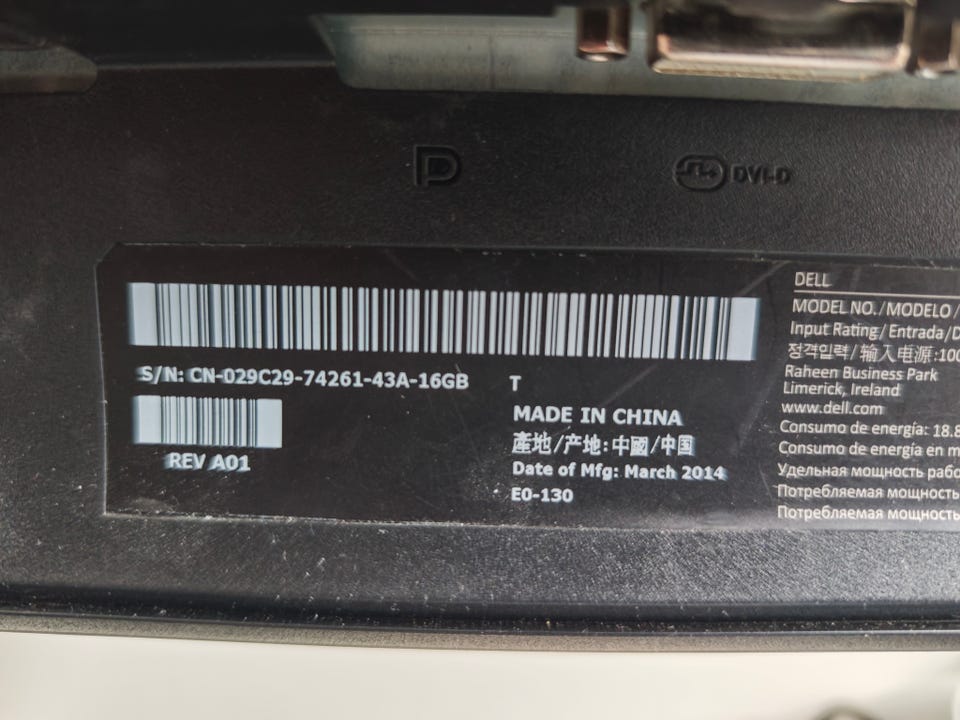 DVI-D
S/N: CN-029C29-74261-43A-16GB T
REV A01
MADE IN CHINA
產地/产地:中國/中国
Date of Mfg: March 2014
E0-130
DELL
MODEL NO./MODELO/
Input Rating/Entrada/D
정격입력/输入电源:100
Raheen Business Park
Limerick, Ireland
www.dell.com
Consumo de energía: 18.8
Consumo de energía en m
Удельная мощность рабо
Потребляемая мощность
Потребляемая мощность